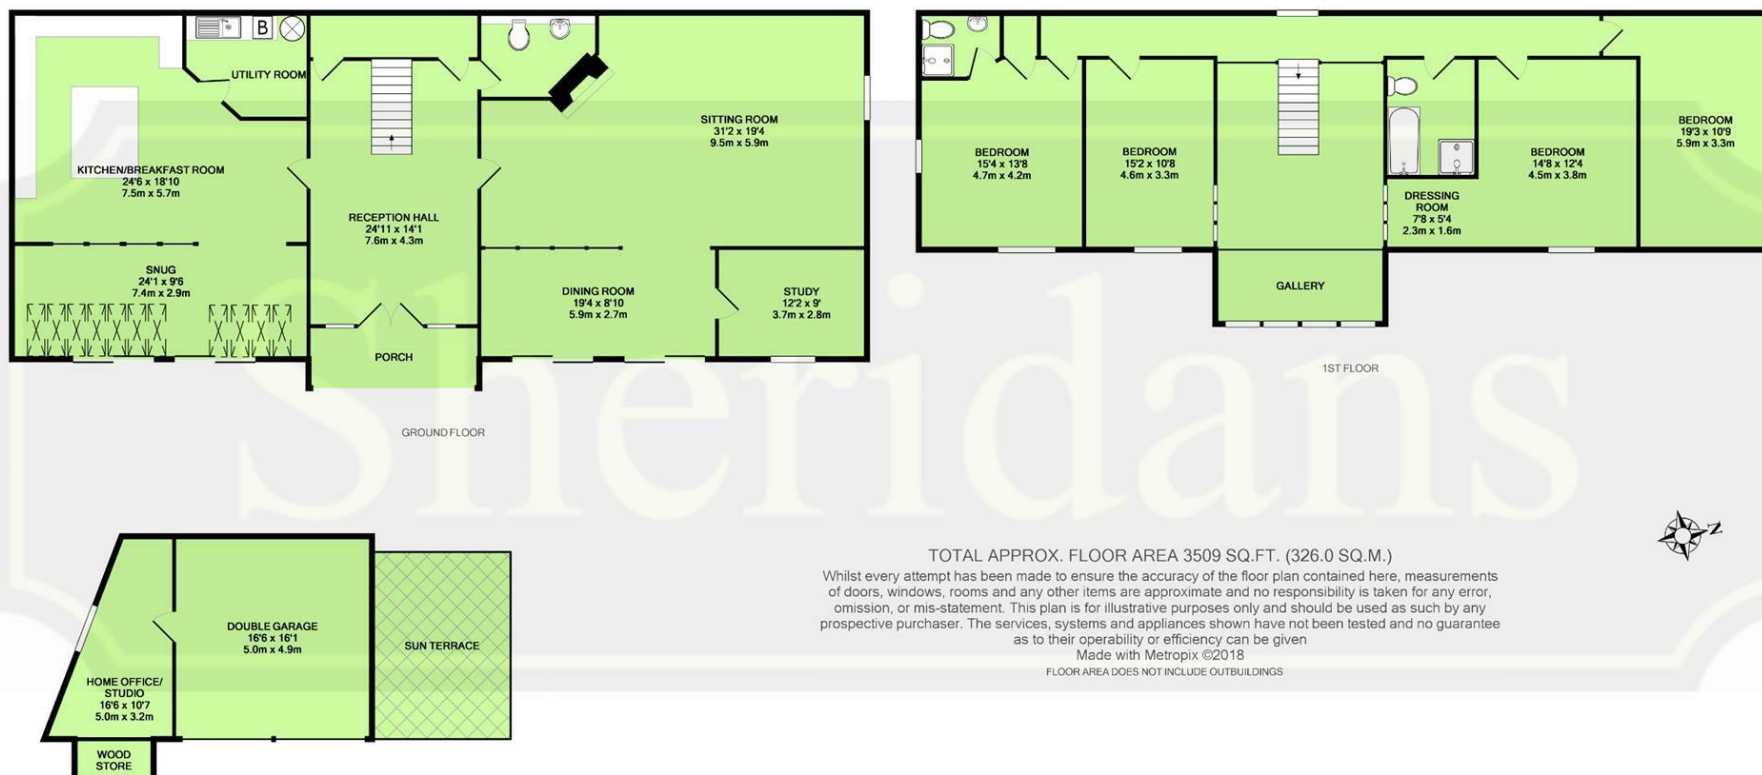 B
UTILITY ROOM
KITCHEN/BREAKFAST ROOM
24'6 x 18'10
7.5m x 5.7m
SNUG
24'1 x 9'6
7.4m x 2.9m
RECEPTION HALL
24'11 x 14'1
7.6m x 4.3m
PORCH
SITTING ROOM
31'2 x 19'4
9.5m x 5.9m
DINING ROOM
19'4 x 8'10
5.9m x 2.7m
STUDY
12'2 x 9'
3.7m x 2.8m
GROUND FLOOR
BEDROOM
15'4 x 13'8
4.7m x 4.2m
BEDROOM
15'2 x 10'8
4.6m x 3.3m
GALLERY
DRESSING
ROOM
7'8 x 5'4
2.3m x 1.6m
BEDROOM
14'8 x 12'4
4.5m x 3.8m
BEDROOM
19'3 x 10'9
5.9m x 3.3m
1ST FLOOR
Sheridans
HOME OFFICE/
STUDIO
16'6 x 10'7
5.0m x 3.2m
WOOD
STORE
DOUBLE GARAGE
16'6 x 16'1
5.0m x 4.9m
SUN TERRACE
N
TOTAL APPROX. FLOOR AREA 3509 SQ.FT. (326.0 SQ.M.)
Whilst every attempt has been made to ensure the accuracy of the floor plan contained here, measurements
of doors, windows, rooms and any other items are approximate and no responsibility is taken for any error,
omission, or mis-statement. This plan is for illustrative purposes only and should be used as such by any
prospective purchaser. The services, systems and appliances shown have not been tested and no guarantee
as to their operability or efficiency can be given
Made with Metropix ©2018
FLOOR AREA DOES NOT INCLUDE OUTBUILDINGS